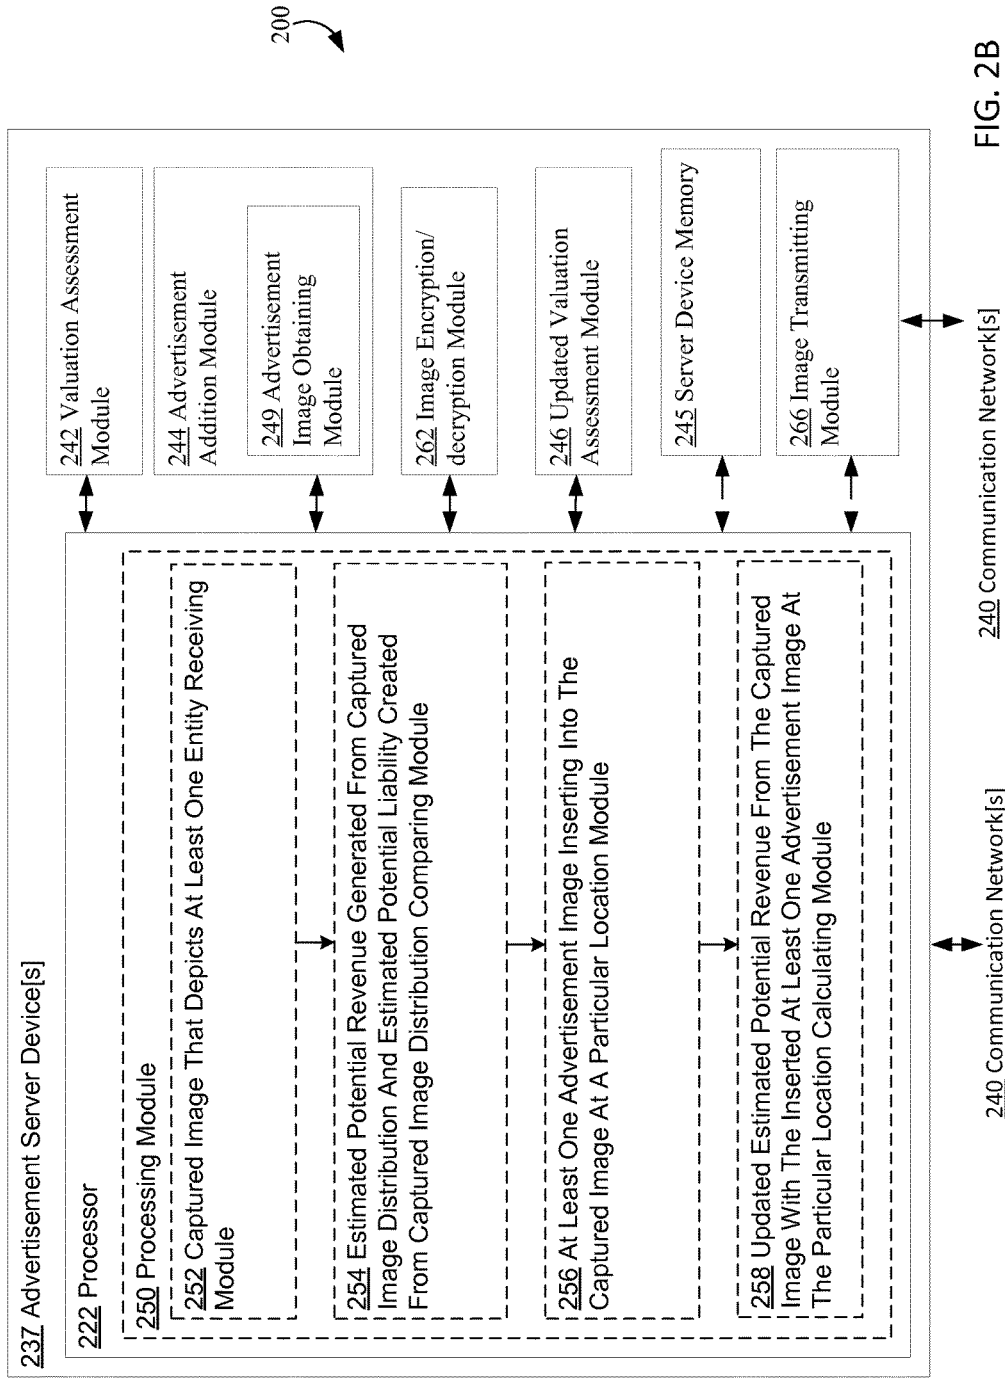 200
237 Advertisement Server Device[s]
222 Processor
250 Processing Module
252 Captured Image That Depicts At Least One Entity Receiving
Module
254 Estimated Potential Revenue Generated From Captured
Image Distribution And Estimated Potential Liability Created
From Captured Image Distribution Comparing Module
256 At Least One Advertisement Image Inserting Into The
Captured Image At A Particular Location Module
258 Updated Estimated Potential Revenue From The Captured
Image With The Inserted At Least One Advertisement Image At
The Particular Location Calculating Module
242 Valuation Assessment
Module
244 Advertisement
Addition Module
249 Advertisement
Image Obtaining
Module
262 Image Encryption/
decryption Module
246 Updated Valuation
Assessment Module
245 Server Device Memory
266 Image Transmitting
Module
240 Communication Network[s]
240 Communication Network[s]
FIG. 2B